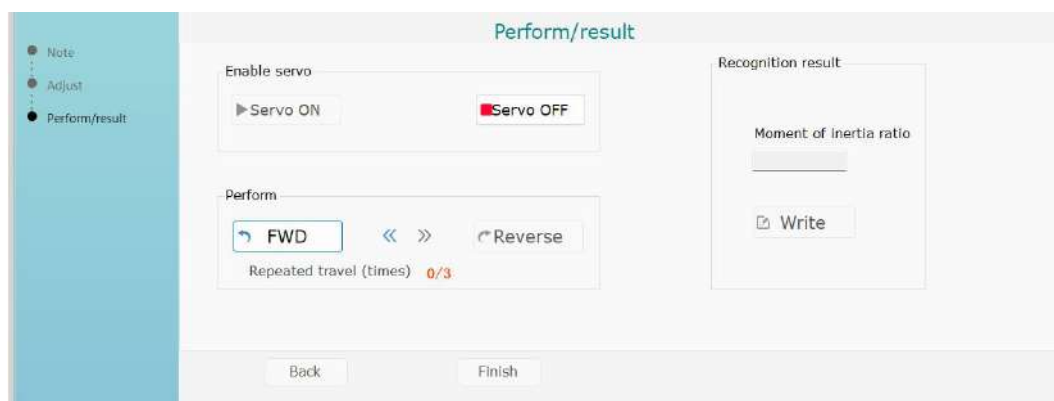 Perform/result
Note
Adjust
Perform/result
Enable servo
Servo ON
Servo OFF
Perform
FWD
Reverse
Repeated travel (times) 0/3
Recognition result
Moment of inertia ratio
Write
Back
Finish